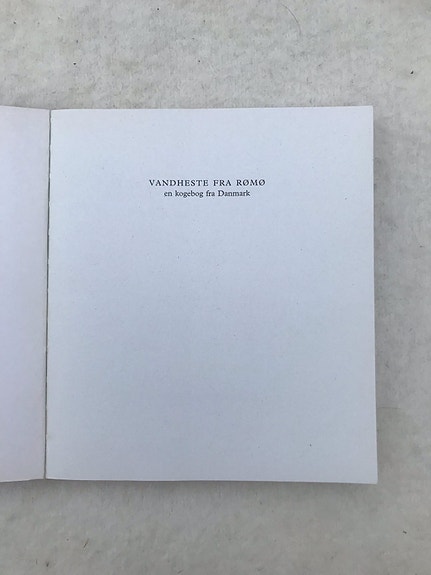 VANDHESTE FRA RØMØ
en kogebog fra Danmark